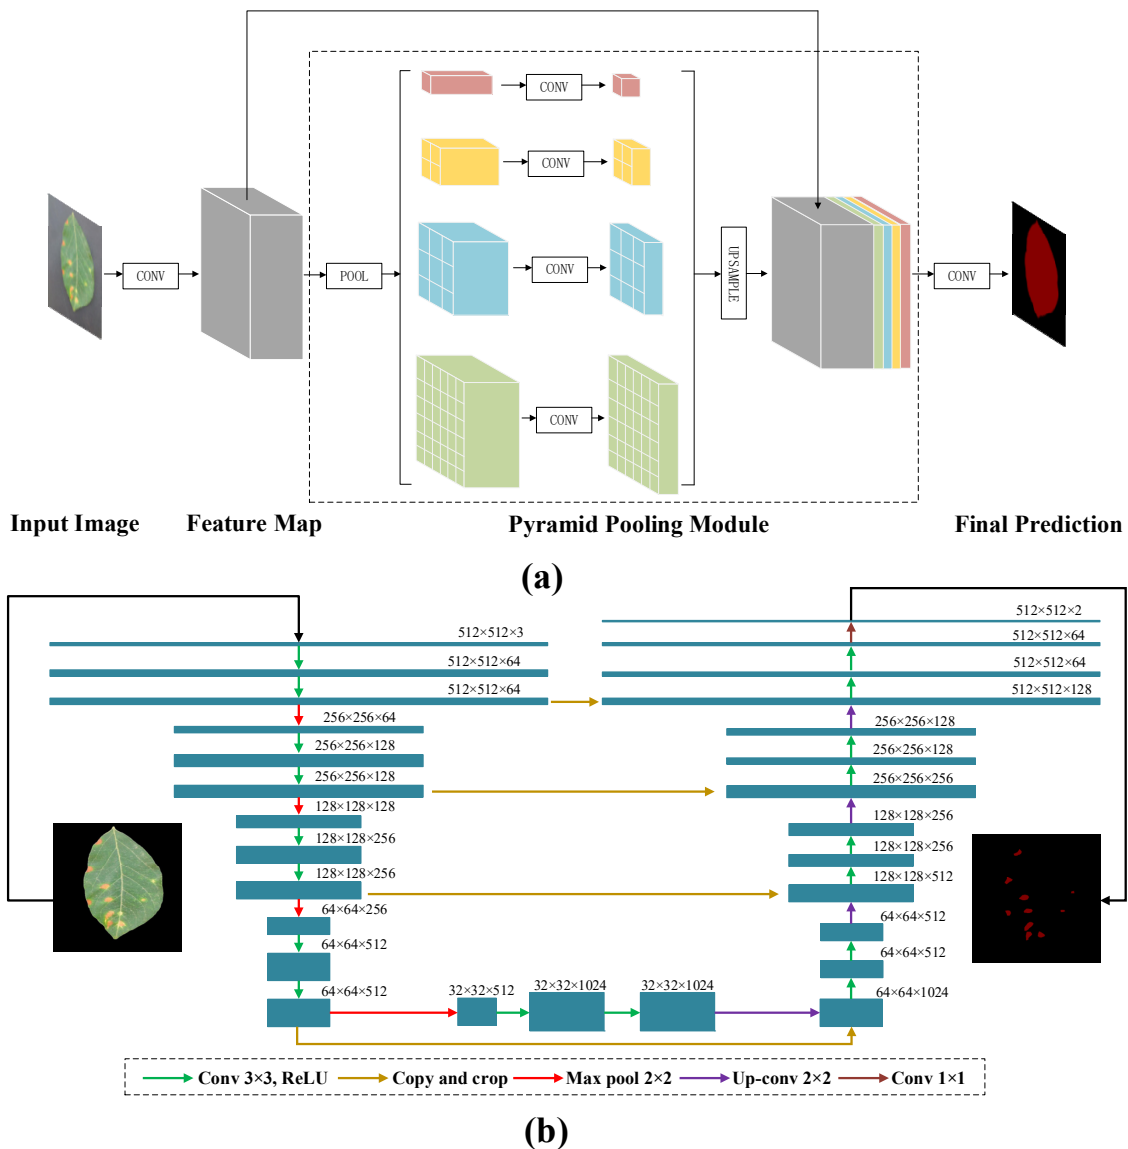 CONV
CONV
CONV
POOL
CONV
UPSAMPLE
CONV
CONV
CONV
Input Image
Feature Map
Pyramid Pooling Module
Final Prediction
(a)
512×512×3
512×512×64
512×512×64
256×256×64
256×256×128
256×256×128
128×128×128
128×128×256
128×128×256
64×64×256
64×64×512
64×64×512
32×32×512
32×32×1024
32×32×1024
512×512×2
512×512×64
512×512×64
512×512×128
256×256×128
256×256×128
256×256×256
128×128×256
128×128×256
128×128×512
64×64×512
64×64×512
64×64×1024
Conv 3×3, ReLU
Copy and crop
Max pool 2×2
Up-conv 2×2
Conv 1×1
(b)